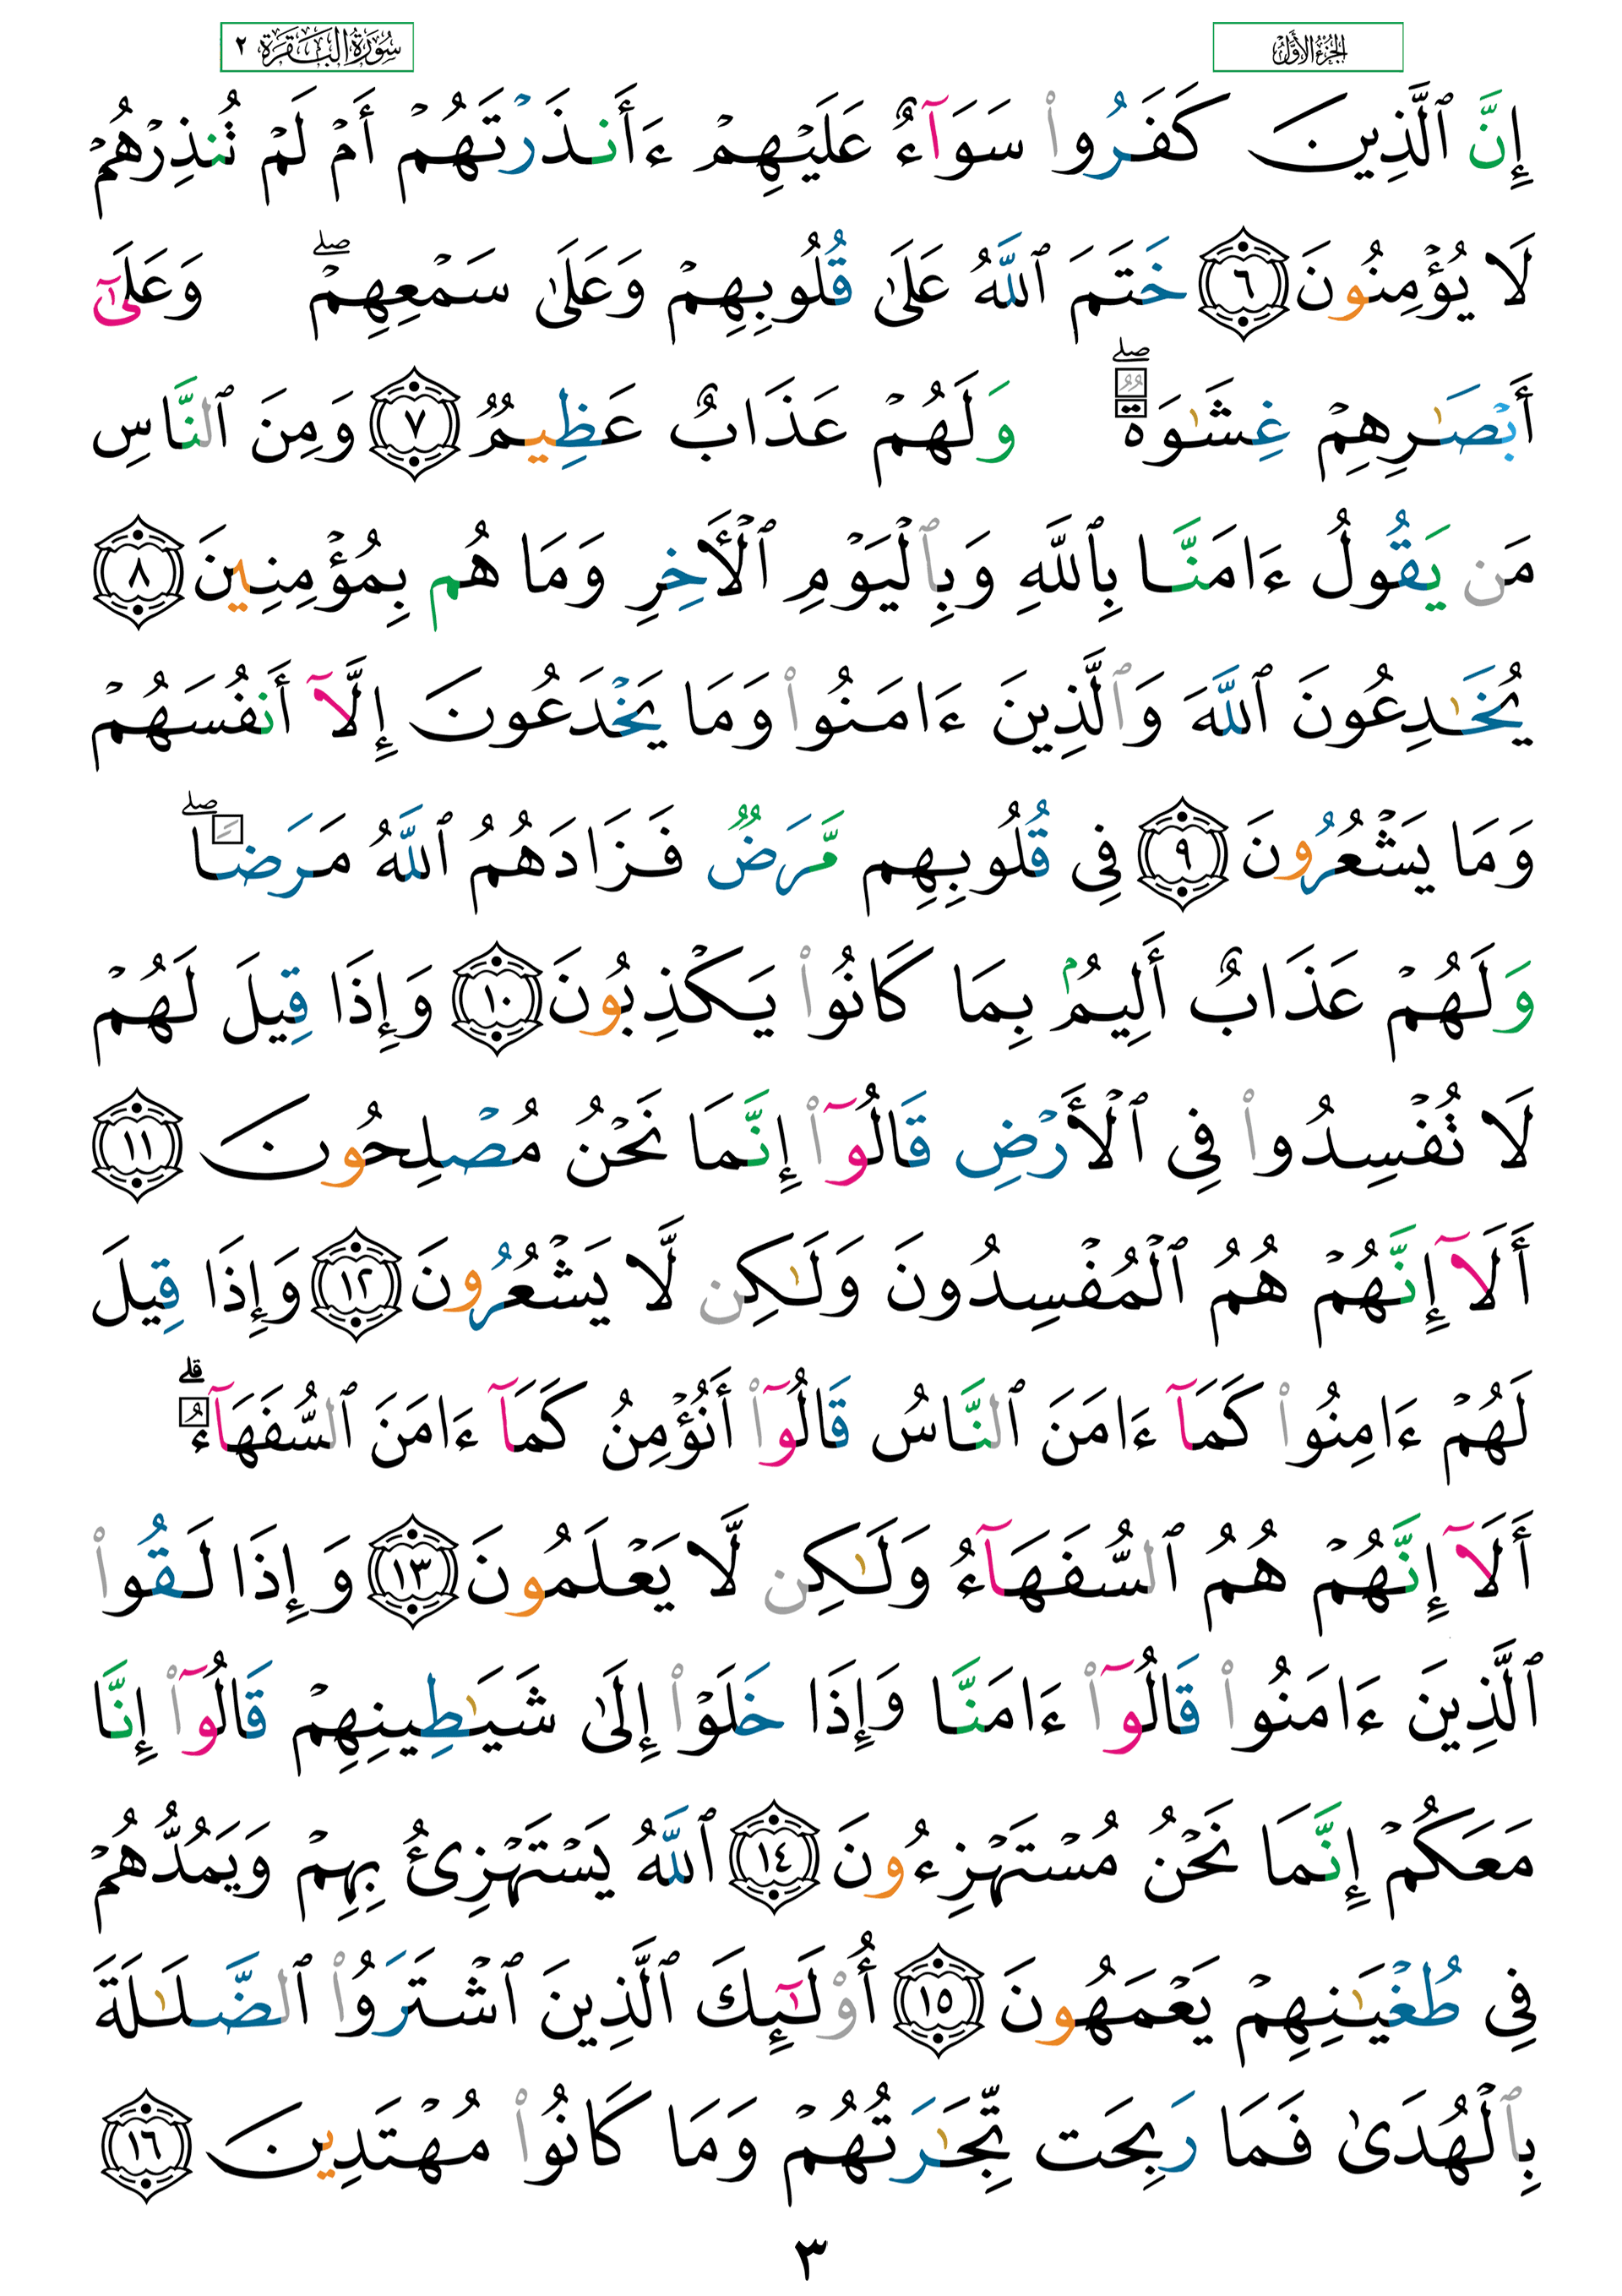 الجزء الأول
سورة البقرة ٢
إِنَّ ٱلَّذِينَ كَفَرُوا۟ سَوَآءٌ عَلَيْهِمْ ءَأَنذَرْتَهُمْ أَمْ لَمْ تُنذِرْهُمْ
لَا يُؤْمِنُونَ ٦ خَتَمَ ٱللَّهُ عَلَىٰ قُلُوبِهِمْ وَعَلَىٰ سَمْعِهِمْ ۖ وَعَلَىٰٓ
أَبْصَـٰرِهِمْ غِشَـٰوَةٌ ۖ وَلَهُمْ عَذَابٌ عَظِيمٌ ٧ وَمِنَ ٱلنَّاسِ
مَن يَقُولُ ءَامَنَّا بِٱللَّهِ وَبِٱلْيَوْمِ ٱلْأَخِرِ وَمَا هُم بِمُؤْمِنِينَ ٨
يُخَـٰدِعُونَ ٱللَّهَ وَٱلَّذِينَ ءَامَنُوا۟ وَمَا يَخْدَعُونَ إِلَّآ أَنفُسَهُمْ
وَمَا يَشْعُرُونَ ٩ فِى قُلُوبِهِم مَّرَضٌ فَزَادَهُمُ ٱللَّهُ مَرَضًا ۖ
وَلَهُمْ عَذَابٌ أَلِيمُۢ بِمَا كَانُوا۟ يَكْذِبُونَ ١٠ وَإِذَا قِيلَ لَهُمْ
لَا تُفْسِدُوا۟ فِى ٱلْأَرْضِ قَالُوٓا۟ إِنَّمَا نَحْنُ مُصْلِحُونَ ١١
أَلَآ إِنَّهُمْ هُمُ ٱلْمُفْسِدُونَ وَلَـٰكِن لَّا يَشْعُرُونَ ١٢ وَإِذَا قِيلَ
لَهُمْ ءَامِنُوا۟ كَمَآ ءَامَنَ ٱلنَّاسُ قَالُوٓا۟ أَنُؤْمِنُ كَمَآ ءَامَنَ ٱلسُّفَهَآءُ ۗ
أَلَآ إِنَّهُمْ هُمُ ٱلسُّفَهَآءُ وَلَـٰكِن لَّا يَعْلَمُونَ ١٣ وَإِذَا لَقُوا۟
ٱلَّذِينَ ءَامَنُوا۟ قَالُوٓا۟ ءَامَنَّا وَإِذَا خَلَوْا۟ إِلَىٰ شَيَـٰطِينِهِمْ قَالُوٓا۟ إِنَّا
مَعَكُمْ إِنَّمَا نَحْنُ مُسْتَهْزِءُونَ ١٤ ٱللَّهُ يَسْتَهْزِئُ بِهِمْ وَيَمُدُّهُمْ
فِى طُغْيَـٰنِهِمْ يَعْمَهُونَ ١٥ أُو۟لَـٰٓئِكَ ٱلَّذِينَ ٱشْتَرَوُا۟ ٱلضَّلَـٰلَةَ
بِٱلْهُدَىٰ فَمَا رَبِحَت تِّجَـٰرَتُهُمْ وَمَا كَانُوا۟ مُهْتَدِينَ ١٦
٣